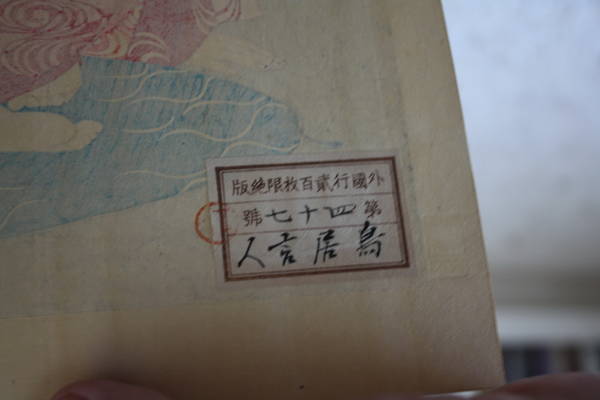 外國行貳百枚限絶版
第四十七號
鳥居言人